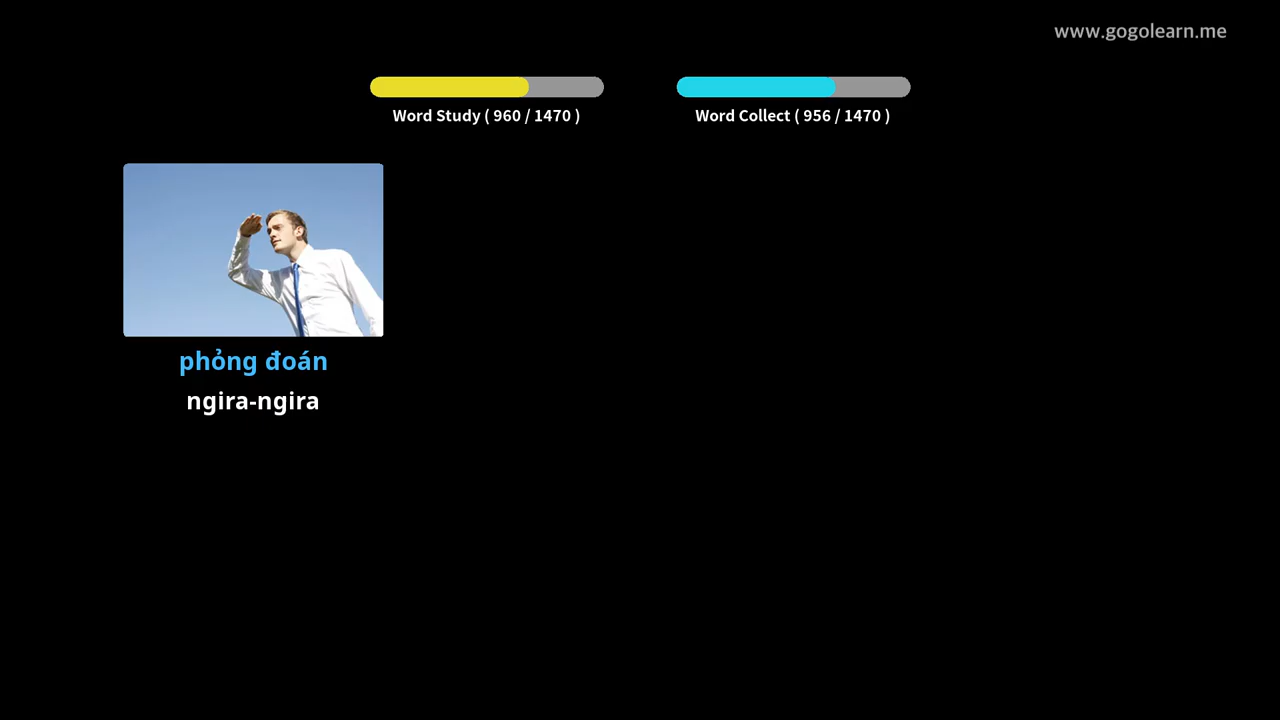 www.gogolearn.me
Word Study ( 960 / 1470 )
Word Collect ( 956 / 1470 )
phỏng đoán
ngira-ngira